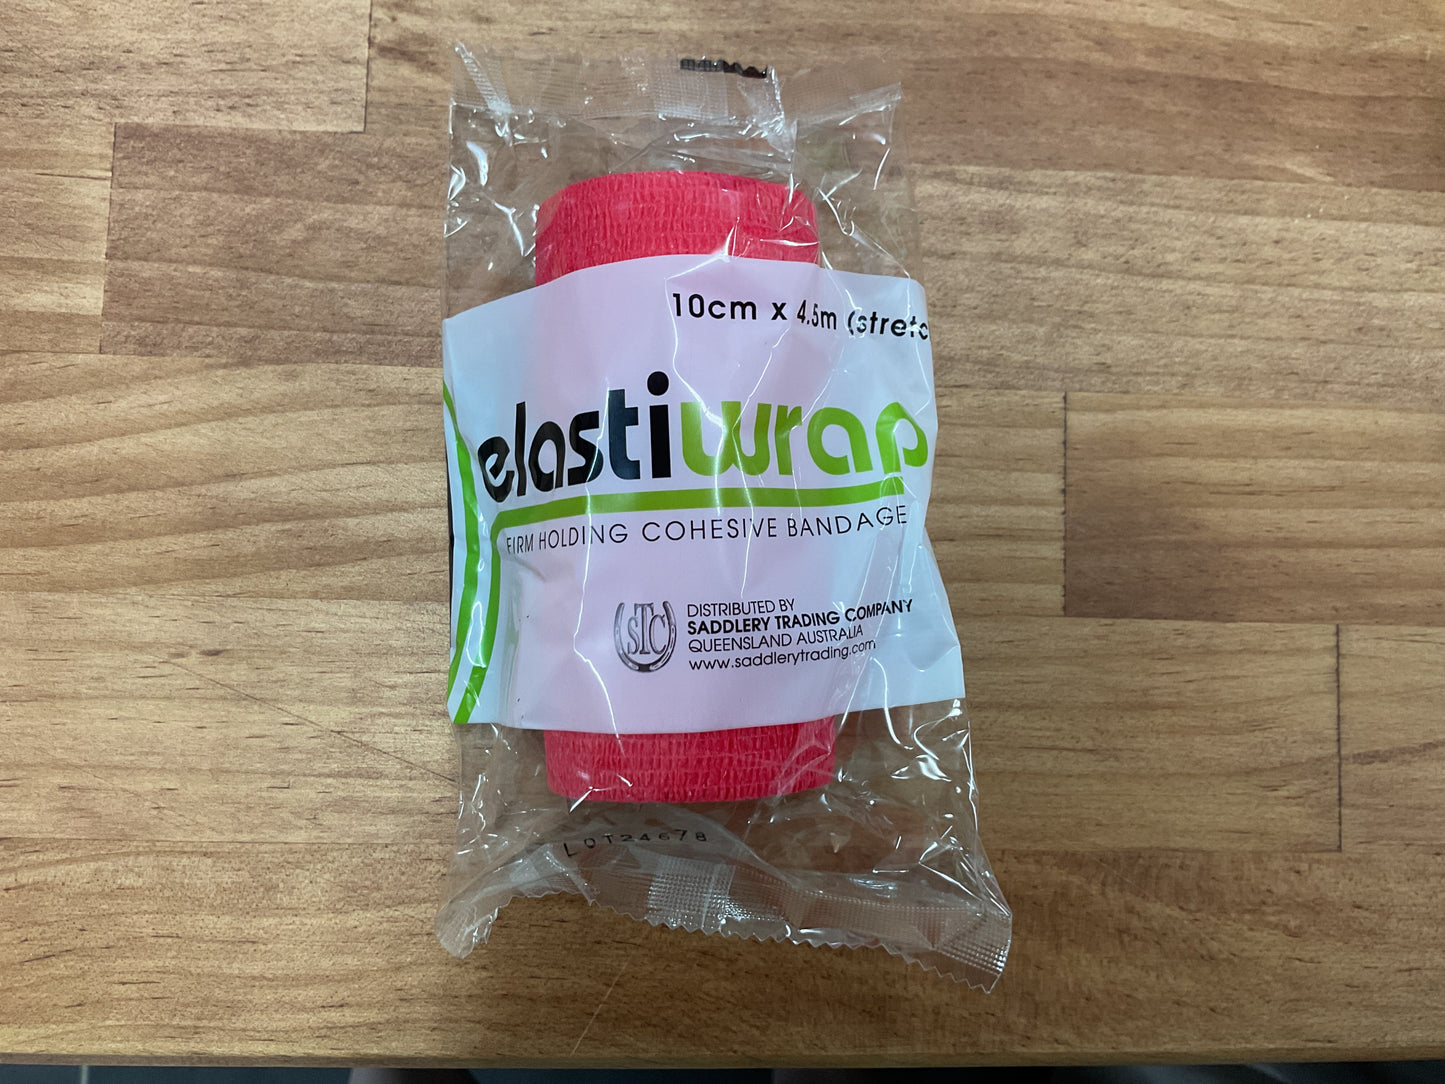 10cm x 4.5m (stretc
elastiwrap
FIRM HOLDING COHESIVE BANDAGE
STC
DISTRIBUTED BY
SADDLERY TRADING COMPANY
QUEENSLAND AUSTRALIA
www.saddlerytrading.com
LOT24678